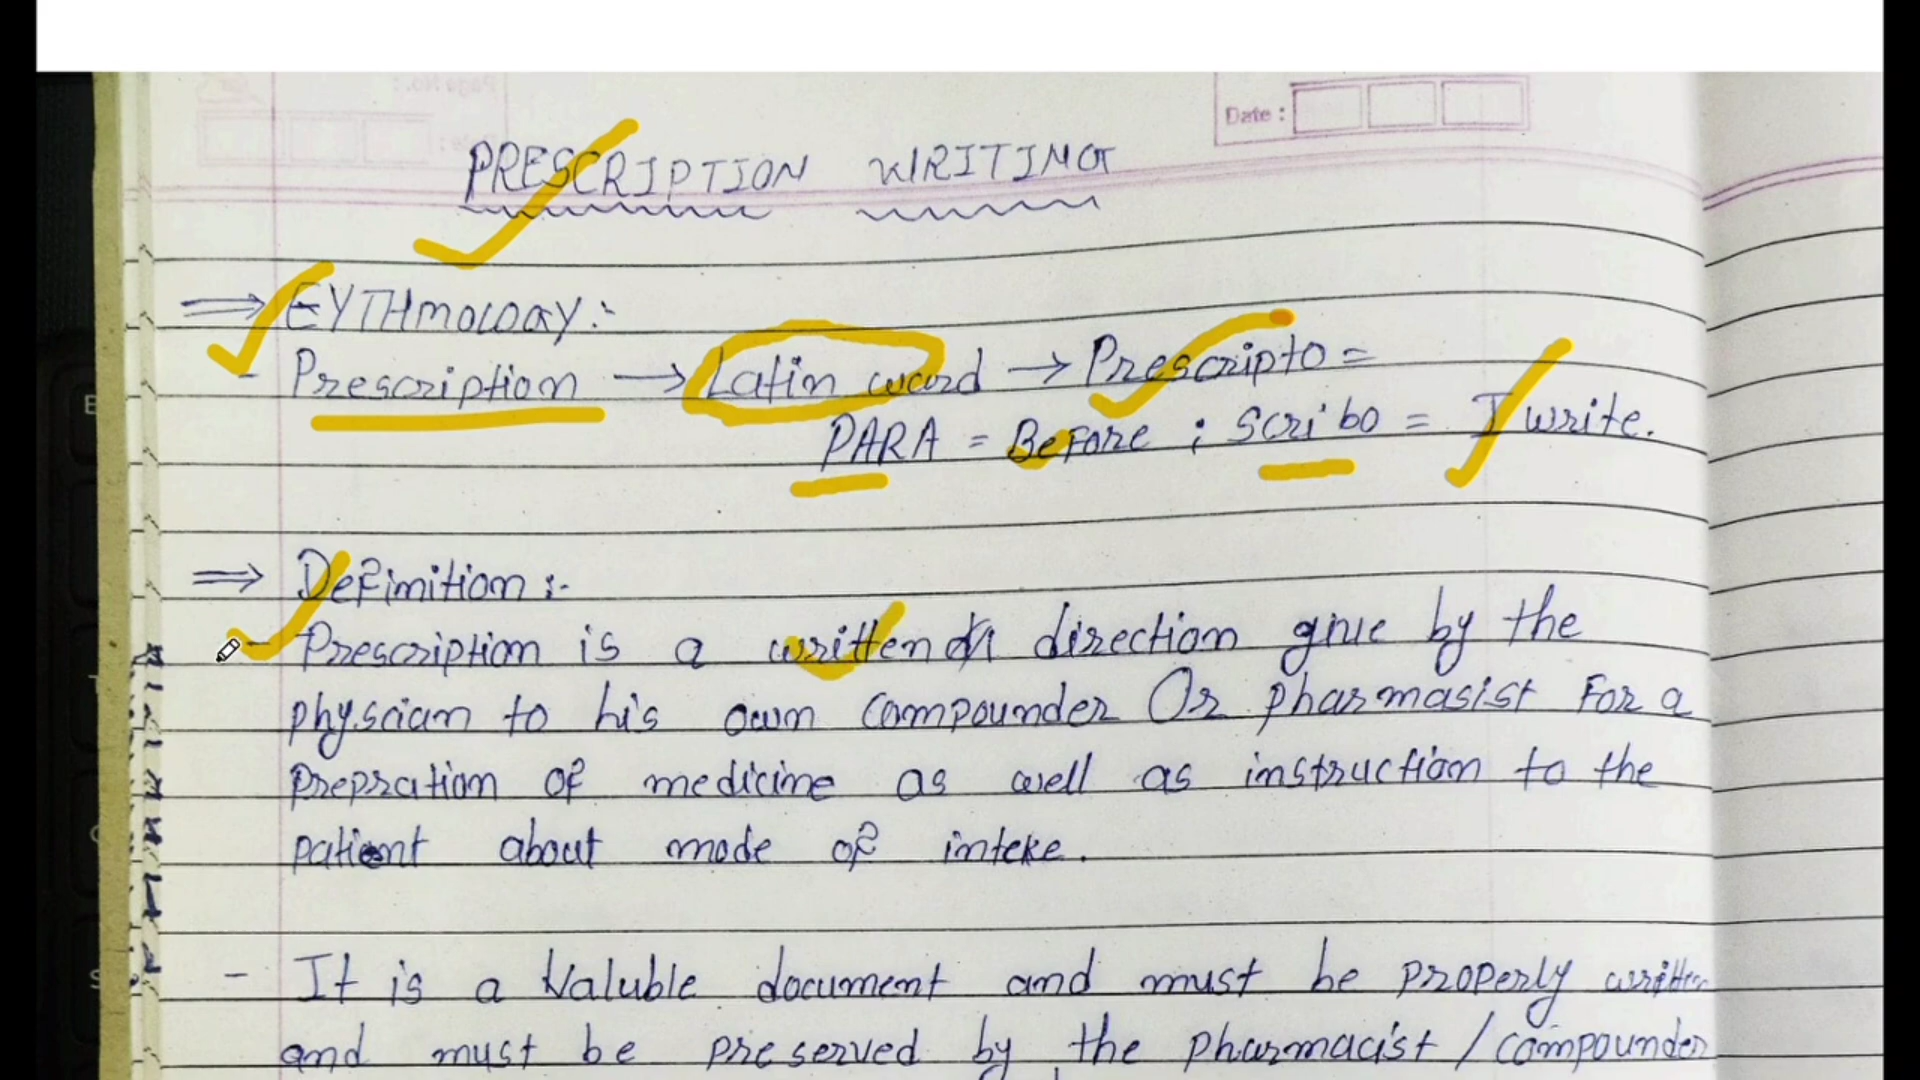 Date :
PRESCRIPTION WRITING
⇒ EYTHmology :-
- Prescription → Latin word → Prescripto =
PARA = BeFore ; Scribo = I write.
⇒ DeFinition :-
- Prescription is a written direction give by the
physcian to his own compounder Or pharmasist For a
prepration of medicine as well as instruction to the
patient about mode of inteke.
- It is a Valuble document and must be properly written
and must be preserved by the pharmacist / compounder